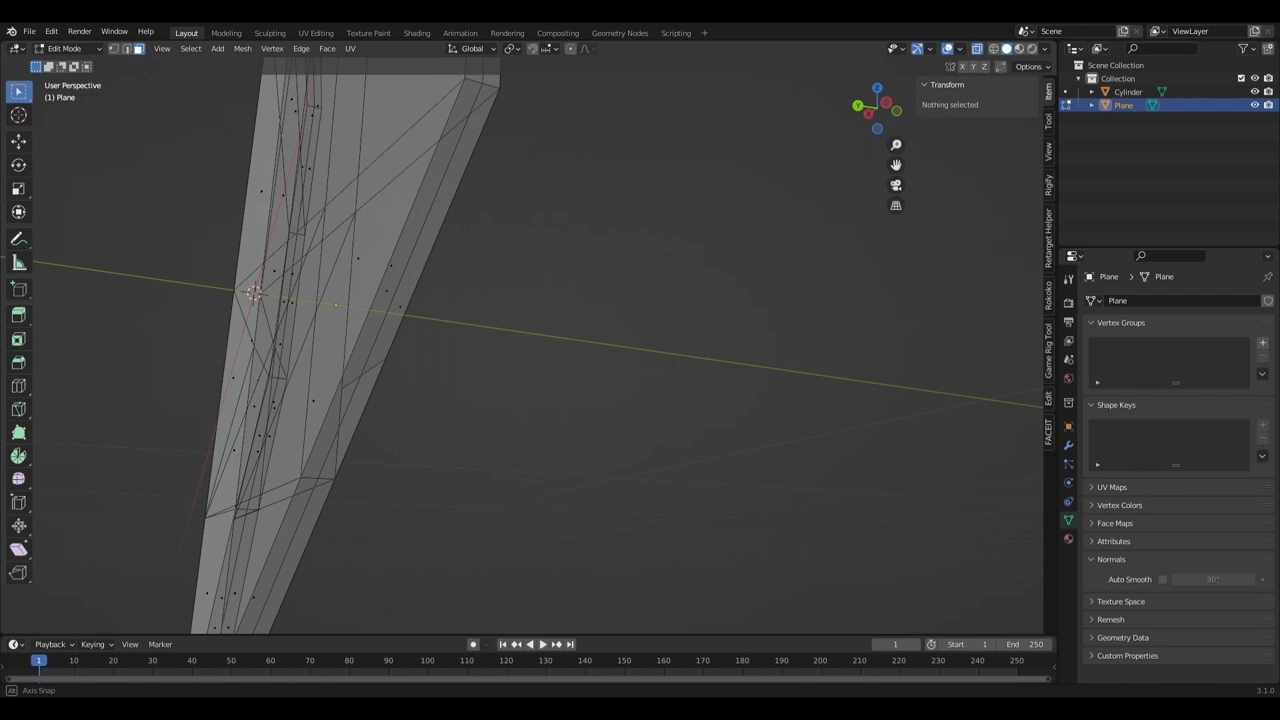 File Edit Render Window Help Layout Modeling Sculpting UV Editing Texture Paint Shading Animation Rendering Compositing Geometry Nodes Scripting Scene ViewLayer
Edit Mode View Select Add Mesh Vertex Edge Face UV Global
X Y Z Options
Scene Collection
Collection
Cylinder
Plane
User Perspective
(1) Plane
Transform
Nothing selected
Z
Y
X
Item
Tool
View
Rigify
Retarget Helper
Rokoko
Game Rig Tool
Edit
FACEIT
Plane Plane
Plane
Vertex Groups
Shape Keys
UV Maps
Vertex Colors
Face Maps
Attributes
Normals
Auto Smooth 30°
Texture Space
Remesh
Geometry Data
Custom Properties
Playback Keying View Marker 1 Start 1 End 250
1 10 20 30 40 50 60 70 80 90 100 110 120 130 140 150 160 170 180 190 200 210 220 230 240 250
Alt Axis Snap 3.1.0